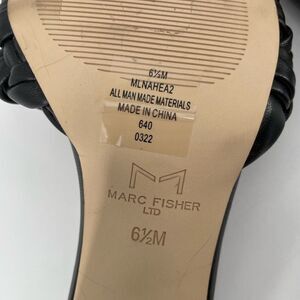 6½M
MLNAHEA2
ALL MAN MADE MATERIALS
MADE IN CHINA
640
0322
MARC FISHER
LTD
6½M